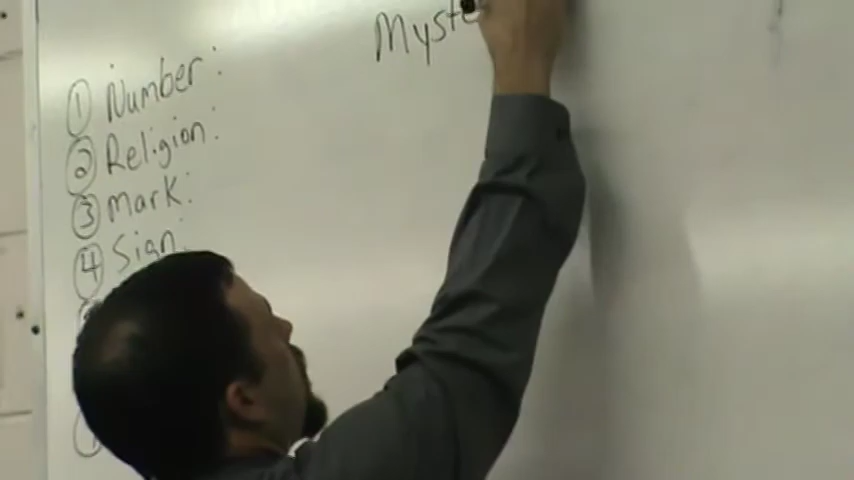 Myste
① Number:
② Religion:
③ Mark:
④ Sign: